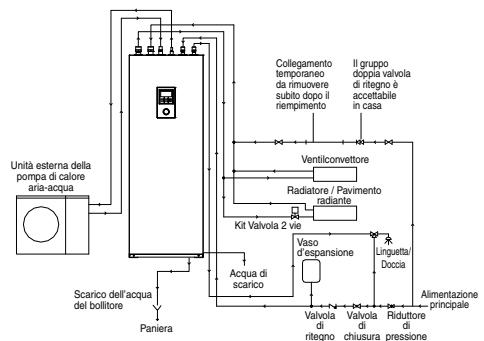 Collegamento
temporaneo
da rimuovere
subito dopo il
riempimento
Il gruppo
doppia valvola
di ritegno è
accettabile
in casa
Unità esterna della
pompa di calore
aria-acqua
Ventilconvettore
Radiatore / Pavimento
radiante
Kit Valvola 2 vie
Vaso
d'espansione
Linguetta/
Doccia
Acqua di
scarico
Scarico dell'acqua
del bollitore
Paniera
Valvola
di
ritegno
Valvola
di
chiusura
Riduttore
di
pressione
Alimentazione
principale